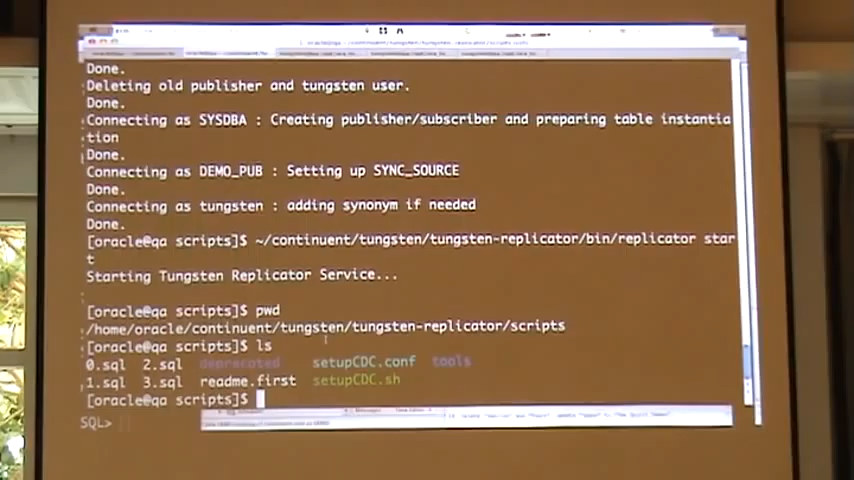 Done.
Deleting old publisher and tungsten user.
Done.
Connecting as SYSDBA : Creating publisher/subscriber and preparing table instantia
tion
Done.
Connecting as DEMO_PUB : Setting up SYNC_SOURCE
Done.
Connecting as tungsten : adding synonym if needed
Done.
[oracle@qa scripts]$ ~/continuent/tungsten/tungsten-replicator/bin/replicator star
t
Starting Tungsten Replicator Service...
[oracle@qa scripts]$ pwd
/home/oracle/continuent/tungsten/tungsten-replicator/scripts
[oracle@qa scripts]$ ls
0.sql 2.sql deprecated setupCDC.conf tools
1.sql 3.sql readme.first setupCDC.sh
[oracle@qa scripts]$
SQL>